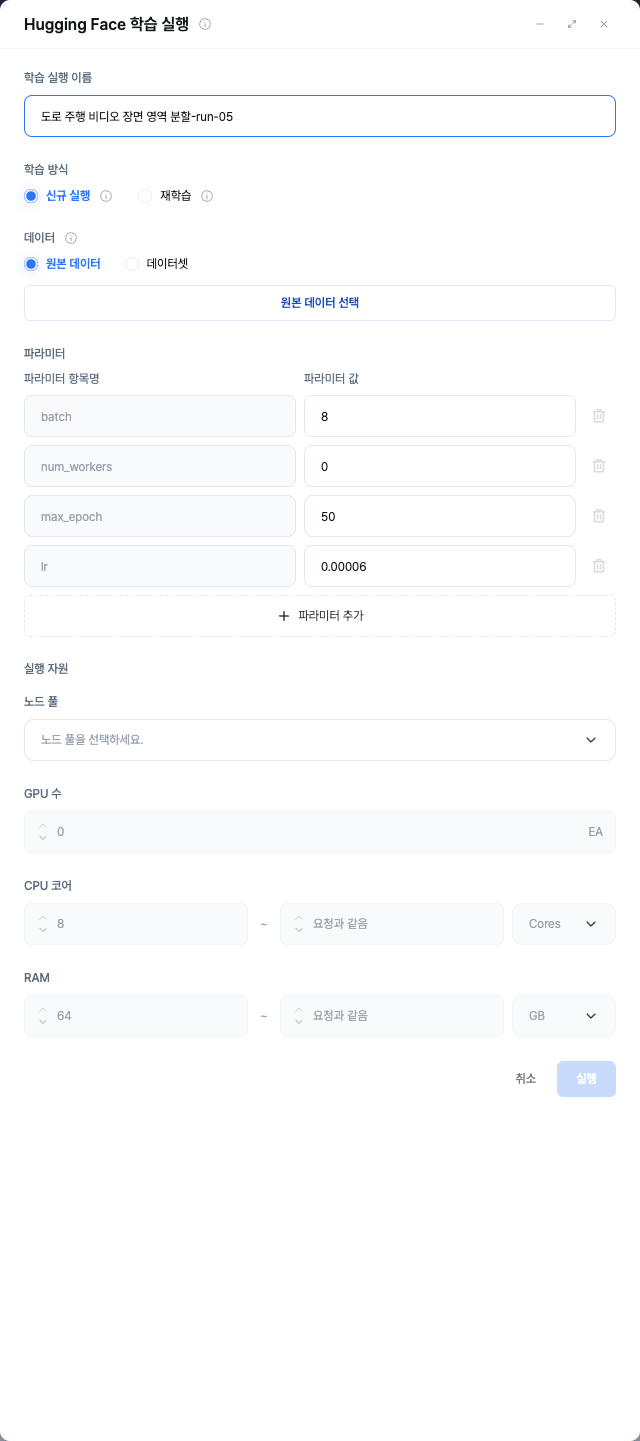 Hugging Face 학습 실행
학습 실행 이름
도로 주행 비디오 장면 영역 분할-run-05
학습 방식
신규 실행 재학습
데이터
원본 데이터 데이터셋
원본 데이터 선택
파라미터
파라미터 항목명 파라미터 값
batch 8
num_workers 0
max_epoch 50
lr 0.00006
+ 파라미터 추가
실행 자원
노드 풀
노드 풀을 선택하세요.
GPU 수
0 EA
CPU 코어
8 ~ 요청과 같음 Cores
RAM
64 ~ 요청과 같음 GB
취소 실행